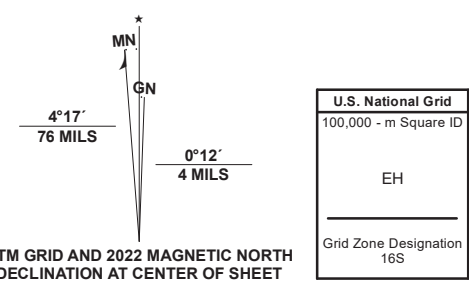 ★
MN
GN
4°17´
76 MILS
0°12´
4 MILS
TM GRID AND 2022 MAGNETIC NORTH
DECLINATION AT CENTER OF SHEET
U.S. National Grid
100,000 - m Square ID
EH
Grid Zone Designation
16S